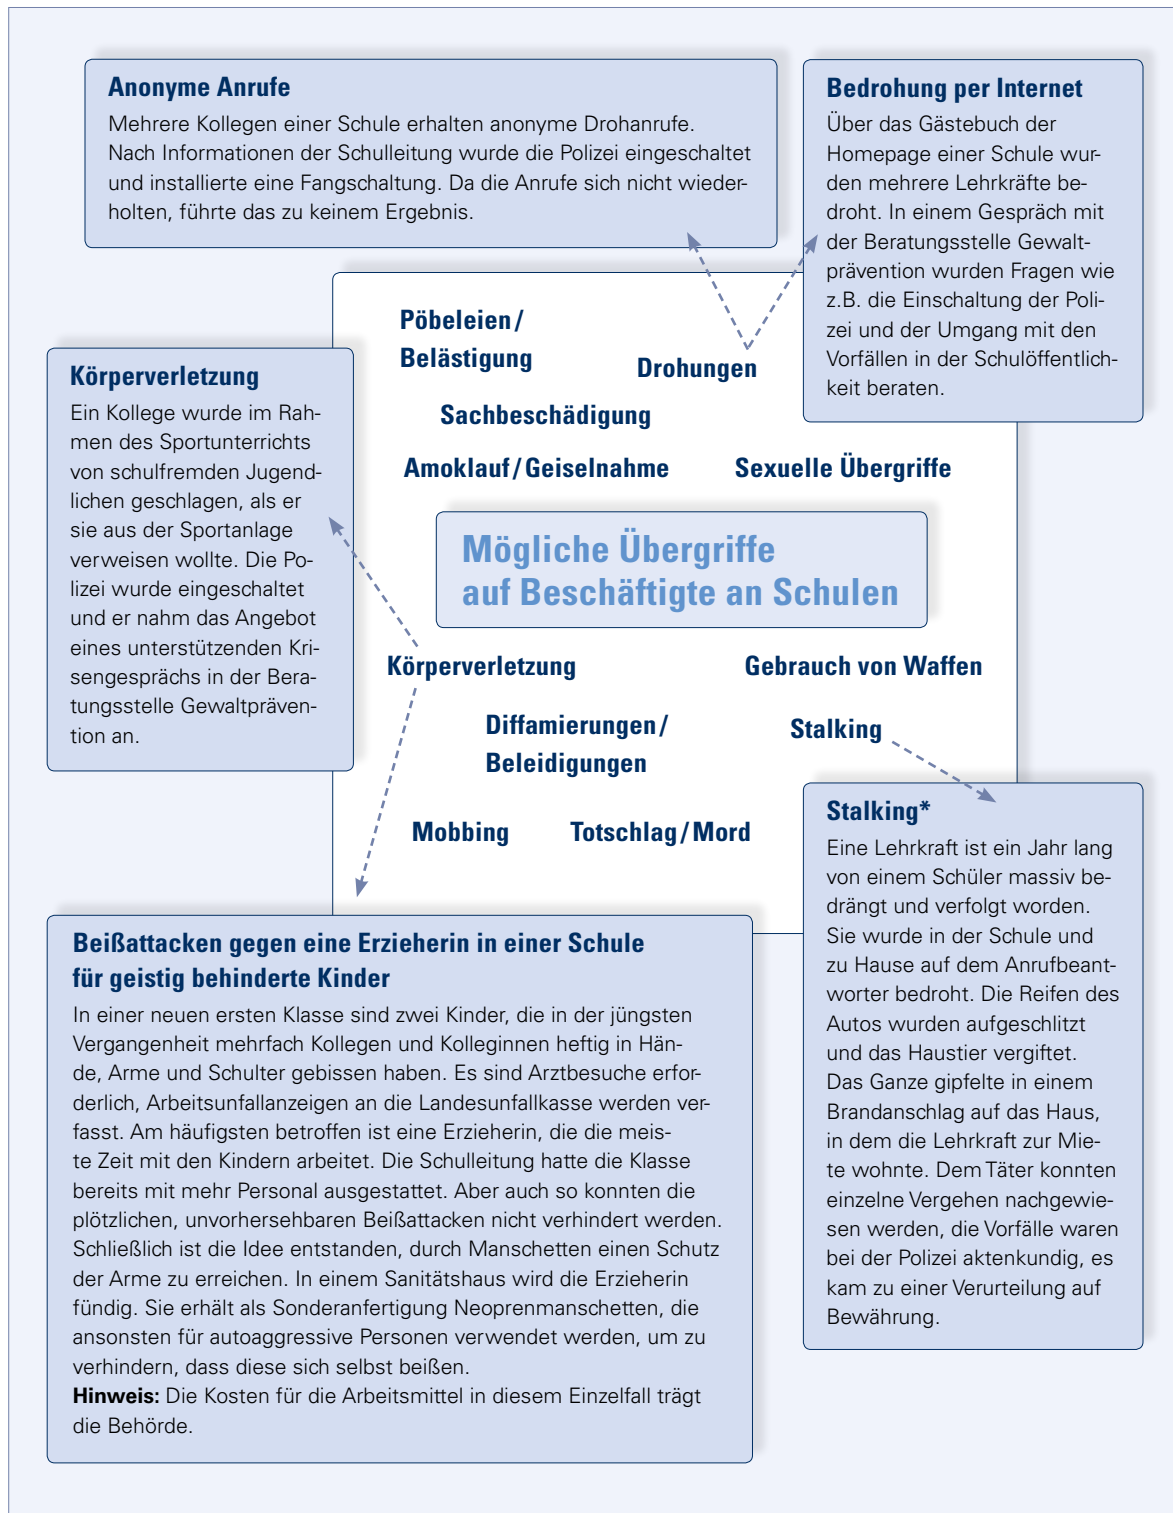 Anonyme Anrufe
Mehrere Kollegen einer Schule erhalten anonyme Drohanrufe.
Nach Informationen der Schulleitung wurde die Polizei eingeschaltet
und installierte eine Fangschaltung. Da die Anrufe sich nicht wieder-
holten, führte das zu keinem Ergebnis.
Bedrohung per Internet
Über das Gästebuch der
Homepage einer Schule wur-
den mehrere Lehrkräfte be-
droht. In einem Gespräch mit
der Beratungsstelle Gewalt-
prävention wurden Fragen wie
z.B. die Einschaltung der Poli-
zei und der Umgang mit den
Vorfällen in der Schulöffentlich-
keit beraten.
Pöbeleien/
Belästigung
Drohungen
Sachbeschädigung
Amoklauf/Geiselnahme
Sexuelle Übergriffe
Körperverletzung
Ein Kollege wurde im Rah-
men des Sportunterrichts
von schulfremden Jugend-
lichen geschlagen, als er
sie aus der Sportanlage
verweisen wollte. Die Po-
lizei wurde eingeschaltet
und er nahm das Angebot
eines unterstützenden Kri-
sengesprächs in der Bera-
tungsstelle Gewaltpräven-
tion an.
Mögliche Übergriffe
auf Beschäftigte an Schulen
Körperverletzung
Gebrauch von Waffen
Diffamierungen/
Beleidigungen
Stalking
Mobbing
Totschlag/Mord
Stalking*
Eine Lehrkraft ist ein Jahr lang
von einem Schüler massiv be-
drängt und verfolgt worden.
Sie wurde in der Schule und
zu Hause auf dem Anrufbeant-
worter bedroht. Die Reifen des
Autos wurden aufgeschlitzt
und das Haustier vergiftet.
Das Ganze gipfelte in einem
Brandanschlag auf das Haus,
in dem die Lehrkraft zur Mie-
te wohnte. Dem Täter konnten
einzelne Vergehen nachgewie-
sen werden, die Vorfälle waren
bei der Polizei aktenkundig, es
kam zu einer Verurteilung auf
Bewährung.
Beißattacken gegen eine Erzieherin in einer Schule
für geistig behinderte Kinder
In einer neuen ersten Klasse sind zwei Kinder, die in der jüngsten
Vergangenheit mehrfach Kollegen und Kolleginnen heftig in Hän-
de, Arme und Schulter gebissen haben. Es sind Arztbesuche erfor-
derlich, Arbeitsunfallanzeigen an die Landesunfallkasse werden ver-
fasst. Am häufigsten betroffen ist eine Erzieherin, die die meis-
te Zeit mit den Kindern arbeitet. Die Schulleitung hatte die Klasse
bereits mit mehr Personal ausgestattet. Aber auch so konnten die
plötzlichen, unvorhersehbaren Beißattacken nicht verhindert werden.
Schließlich ist die Idee entstanden, durch Manschetten einen Schutz
der Arme zu erreichen. In einem Sanitätshaus wird die Erzieherin
fündig. Sie erhält als Sonderanfertigung Neoprenmanschetten, die
ansonsten für autoaggressive Personen verwendet werden, um zu
verhindern, dass diese sich selbst beißen.
Hinweis: Die Kosten für die Arbeitsmittel in diesem Einzelfall trägt
die Behörde.